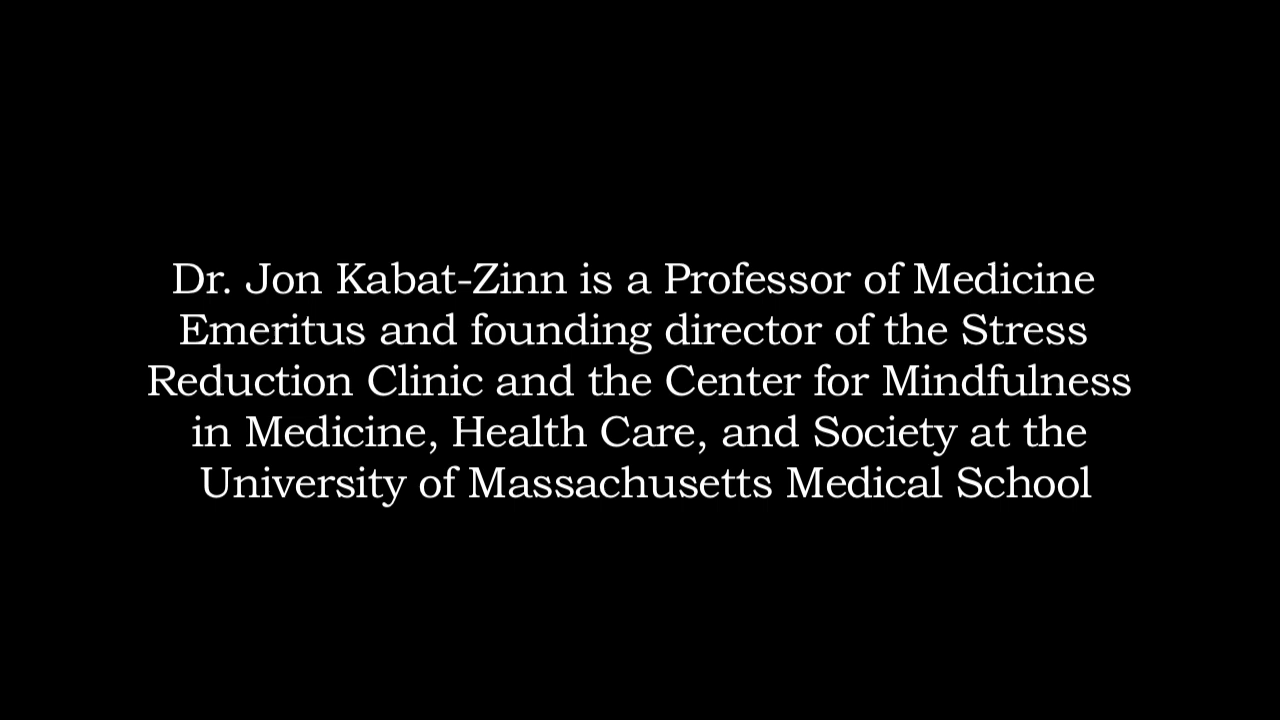 Dr. Jon Kabat-Zinn is a Professor of Medicine
Emeritus and founding director of the Stress
Reduction Clinic and the Center for Mindfulness
in Medicine, Health Care, and Society at the
University of Massachusetts Medical School